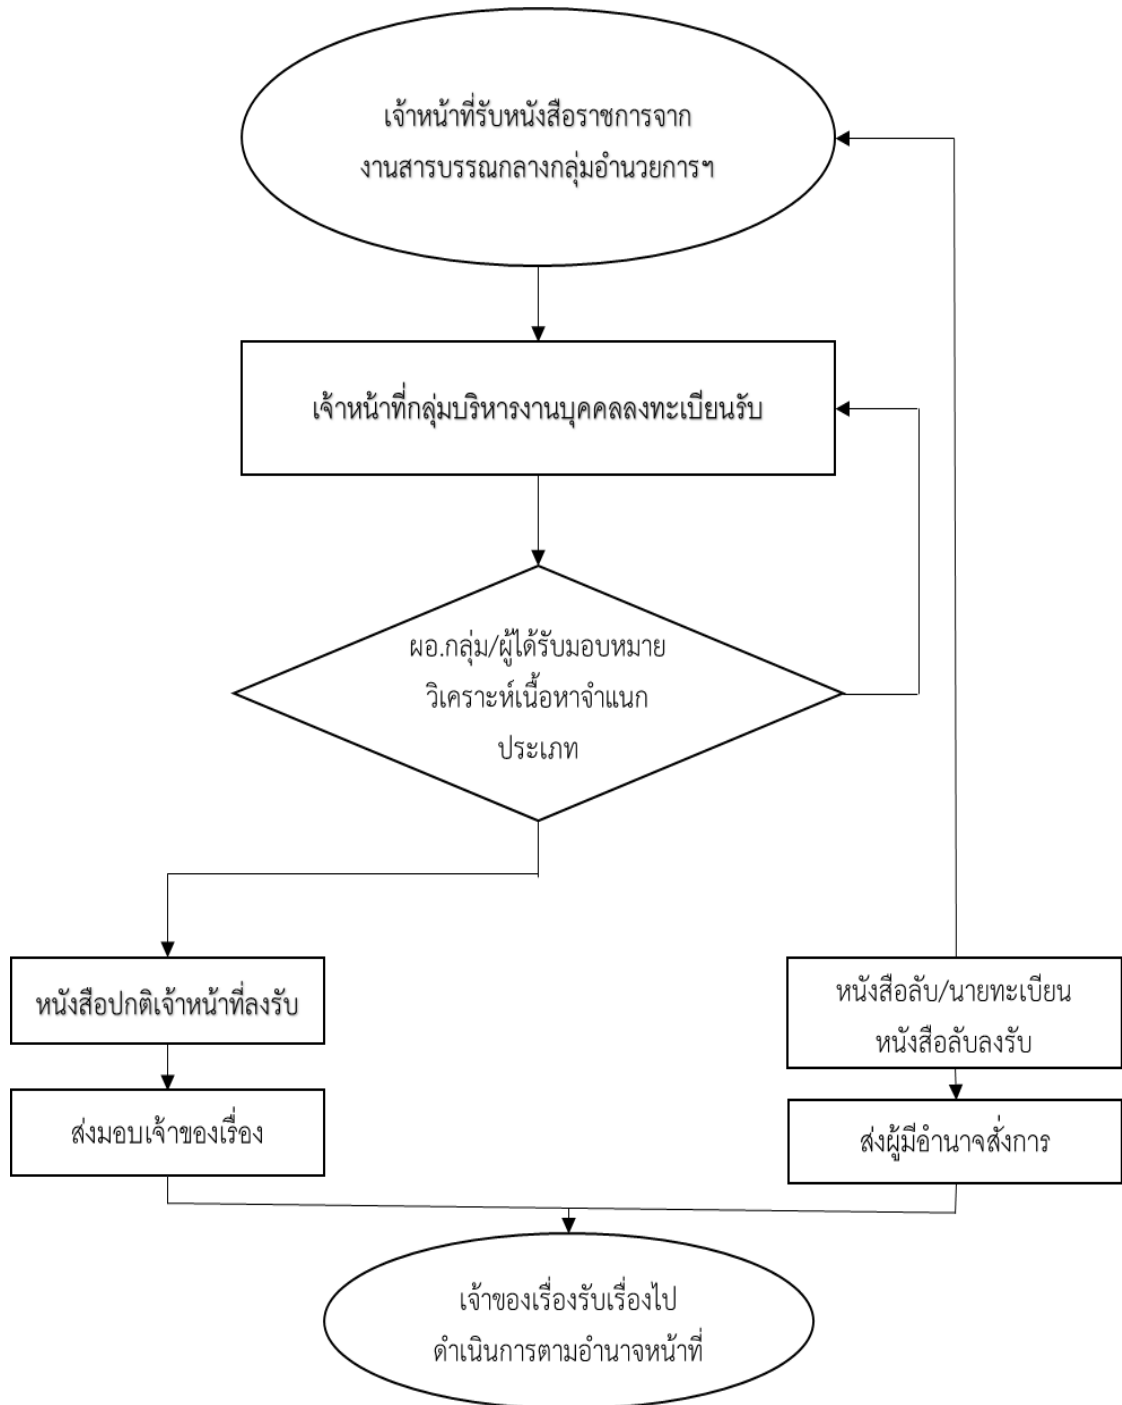 เจ้าหน้าที่รับหนังสือราชการจาก
งานสารบรรณกลางกลุ่มอำนวยการฯ
เจ้าหน้าที่กลุ่มบริหารงานบุคคลลงทะเบียนรับ
ผอ.กลุ่ม/ผู้ได้รับมอบหมาย
วิเคราะห์เนื้อหาจำแนก
ประเภท
หนังสือปกติเจ้าหน้าที่ลงรับ
ส่งมอบเจ้าของเรื่อง
หนังสือลับ/นายทะเบียน
หนังสือลับลงรับ
ส่งผู้มีอำนาจสั่งการ
เจ้าของเรื่องรับเรื่องไป
ดำเนินการตามอำนาจหน้าที่